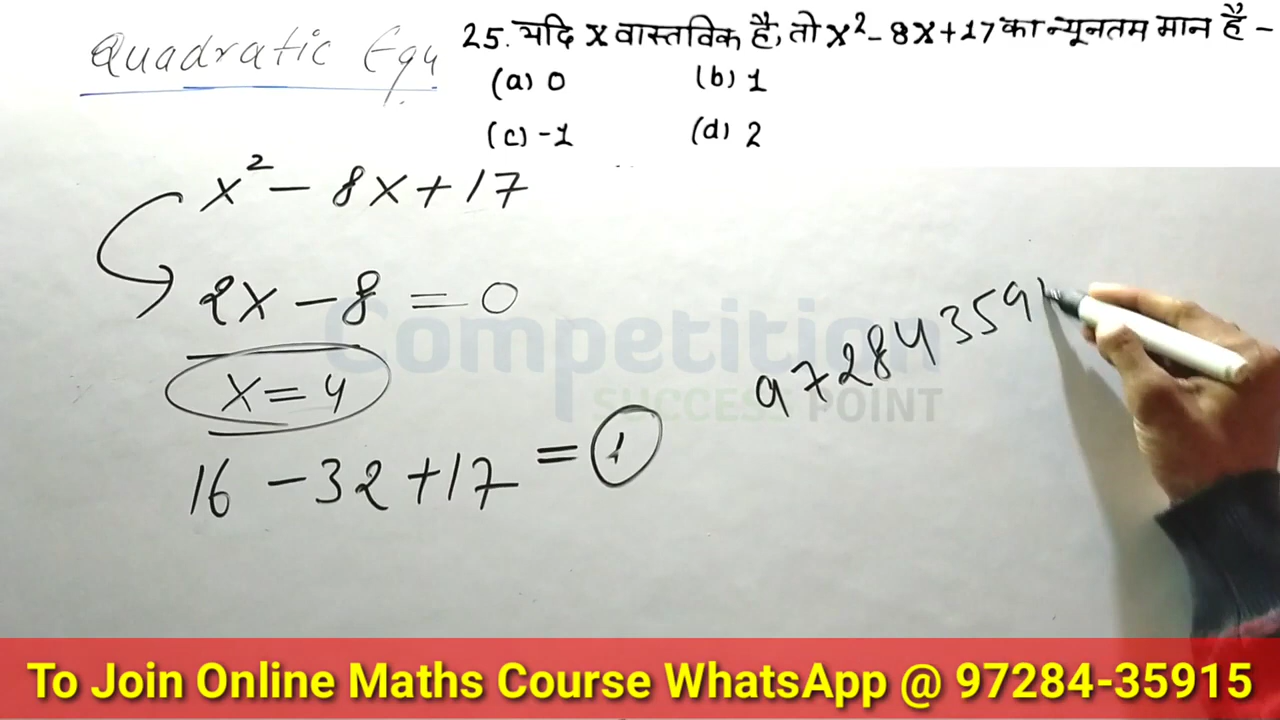 Quadratic Equ
25. यदि x वास्तविक है, तो x² - 8x + 17 का न्यूनतम मान है -
(a) 0 (b) 1
(c) -1 (d) 2
x² - 8x + 17
2x - 8 = 0
x = 4
16 - 32 + 17 = 1
972843591
Competition
SUCCESS POINT
To Join Online Maths Course WhatsApp @ 97284-35915